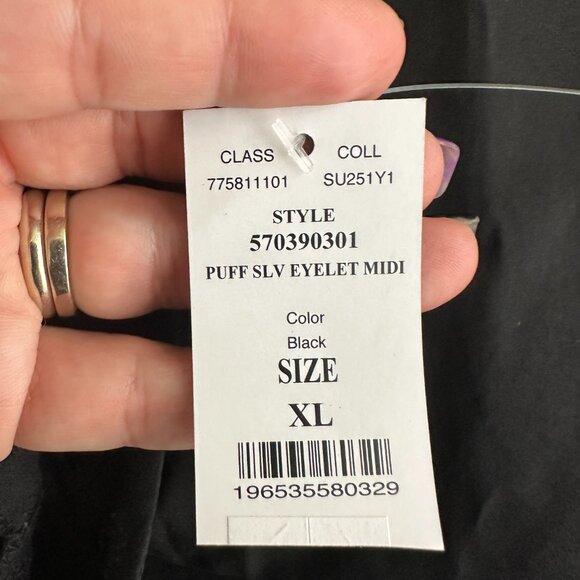 CLASS COLL
775811101 SU251Y1
STYLE
570390301
PUFF SLV EYELET MIDI
Color
Black
SIZE
XL
196535580329